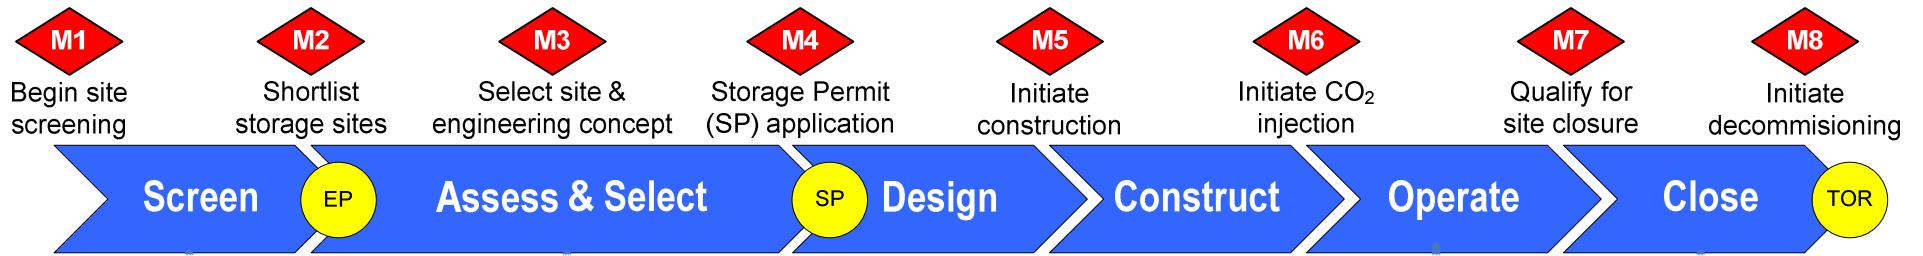 M1
M2
M3
M4
M5
M6
M7
M8
Begin site
screening
Shortlist
storage sites
Select site &
engineering concept
Storage Permit
(SP) application
Initiate
construction
Initiate CO₂
injection
Qualify for
site closure
Initiate
decommisioning
Screen
EP
Assess & Select
SP
Design
Construct
Operate
Close
TOR